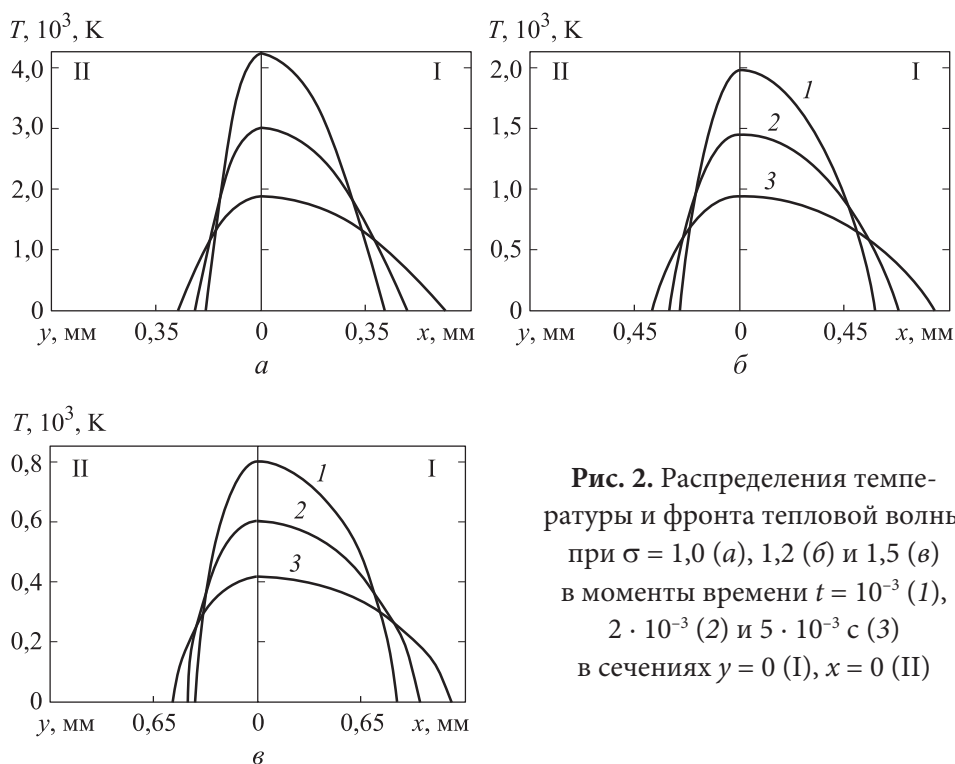 T, 10³, K
II
I
4,0
3,0
2,0
1,0
0
y, мм
0,35
0
0,35
x, мм
а
T, 10³, K
II
I
2,0
1,5
1,0
0,5
0
1
2
3
y, мм
0,45
0
0,45
x, мм
б
T, 10³, K
II
I
0,8
0,6
0,4
0,2
0
1
2
3
y, мм
0,65
0
0,65
x, мм
в
Рис. 2. Распределения темпе-
ратуры и фронта тепловой волнь
при σ = 1,0 (а), 1,2 (б) и 1,5 (в)
в моменты времени t = 10⁻³ (1),
2 · 10⁻³ (2) и 5 · 10⁻³ с (3)
в сечениях y = 0 (I), x = 0 (II)